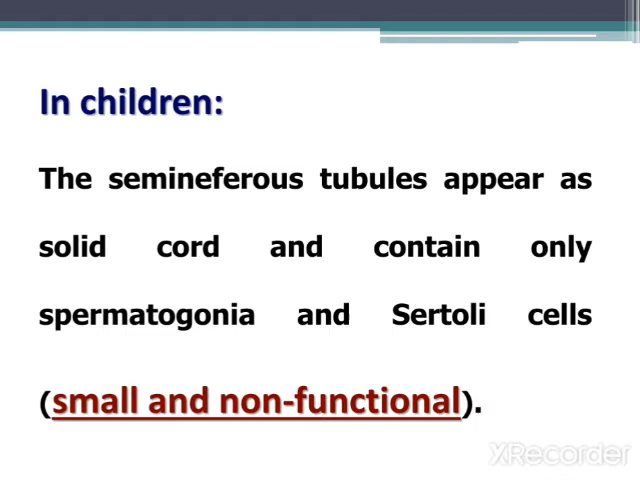 In children:
The semineferous tubules appear as
solid cord and contain only
spermatogonia and Sertoli cells
(small and non-functional).
XRecorder